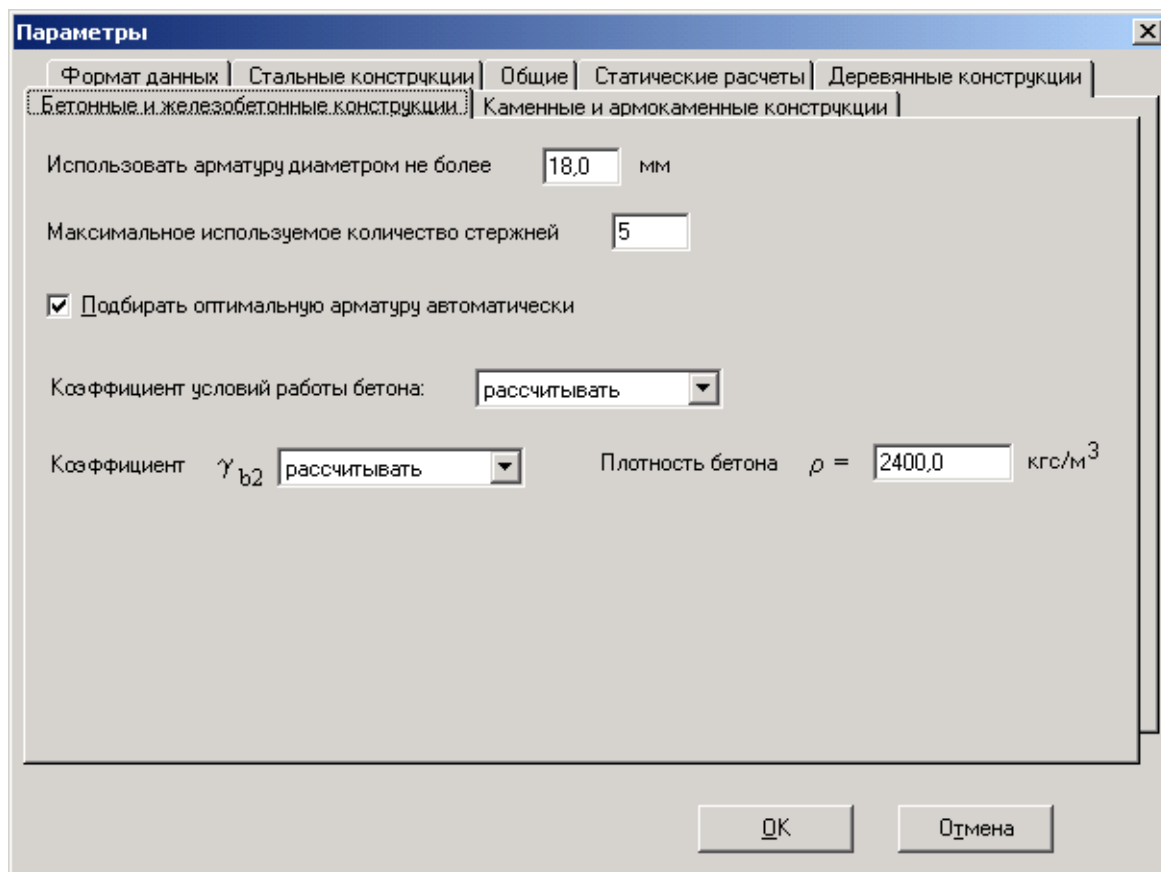 Параметры
Формат данных Стальные конструкции Общие Статические расчеты Деревянные конструкции
Бетонные и железобетонные конструкции Каменные и армокаменные конструкции
Использовать арматуру диаметром не более 18,0 мм
Максимальное используемое количество стержней 5
Подбирать оптимальную арматуру автоматически
Коэффициент условий работы бетона: рассчитывать
Коэффициент γb2 рассчитывать Плотность бетона ρ = 2400,0 кгс/м³
OK Отмена